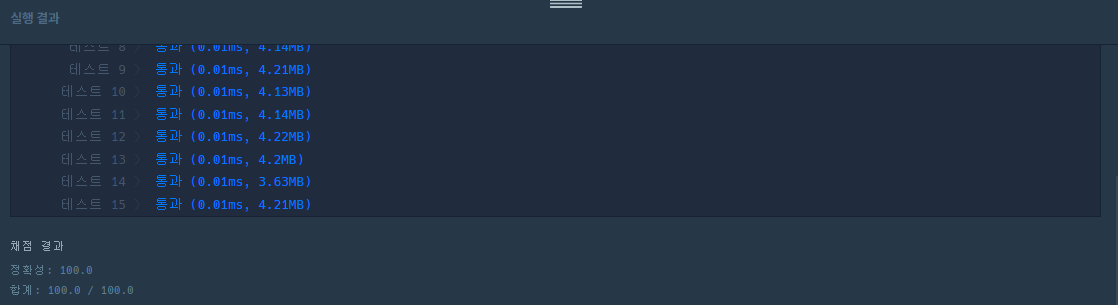 실행 결과
테스트 8 〉 통과 (0.01ms, 4.14MB)
테스트 9 〉 통과 (0.01ms, 4.21MB)
테스트 10 〉 통과 (0.01ms, 4.13MB)
테스트 11 〉 통과 (0.01ms, 4.14MB)
테스트 12 〉 통과 (0.01ms, 4.22MB)
테스트 13 〉 통과 (0.01ms, 4.2MB)
테스트 14 〉 통과 (0.01ms, 3.63MB)
테스트 15 〉 통과 (0.01ms, 4.21MB)
채점 결과
정확성: 100.0
합계: 100.0 / 100.0